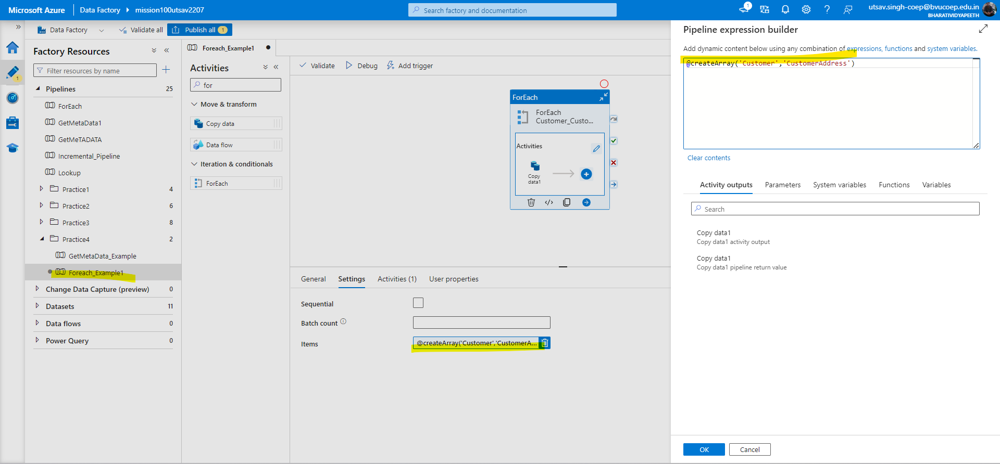 Microsoft Azure
Data Factory
mission100utsav2207
Search factory and documentation
1
utsav.singh-coep@bvucoep.edu.in
BHARATIVIDYAPEETH
Data Factory
Validate all
Publish all 1
Factory Resources
Filter resources by name
1
Pipelines 25
ForEach
GetMetaData1
GetMeTADATA
Incremental_Pipeline
Lookup
Practice1 4
Practice2 6
Practice3 8
Practice4 2
GetMetaData_Example
Foreach_Example1
Change Data Capture (preview) 0
Datasets 11
Data flows 0
Power Query 0
Foreach_Example1
Activities
for
Move & transform
Copy data
Data flow
Iteration & conditionals
ForEach
Validate
Debug
Add trigger
ForEach
ForEach
Customer_Custo...
Activities
Copy
data1
General
Settings
Activities (1)
User properties
Sequential
Batch count
Items
@createArray('Customer','CustomerA...
Pipeline expression builder
Add dynamic content below using any combination of expressions, functions and system variables.
@createArray('Customer','CustomerAddress')
Clear contents
Activity outputs
Parameters
System variables
Functions
Variables
Search
Copy data1
Copy data1 activity output
Copy data1
Copy data1 pipeline return value
OK
Cancel